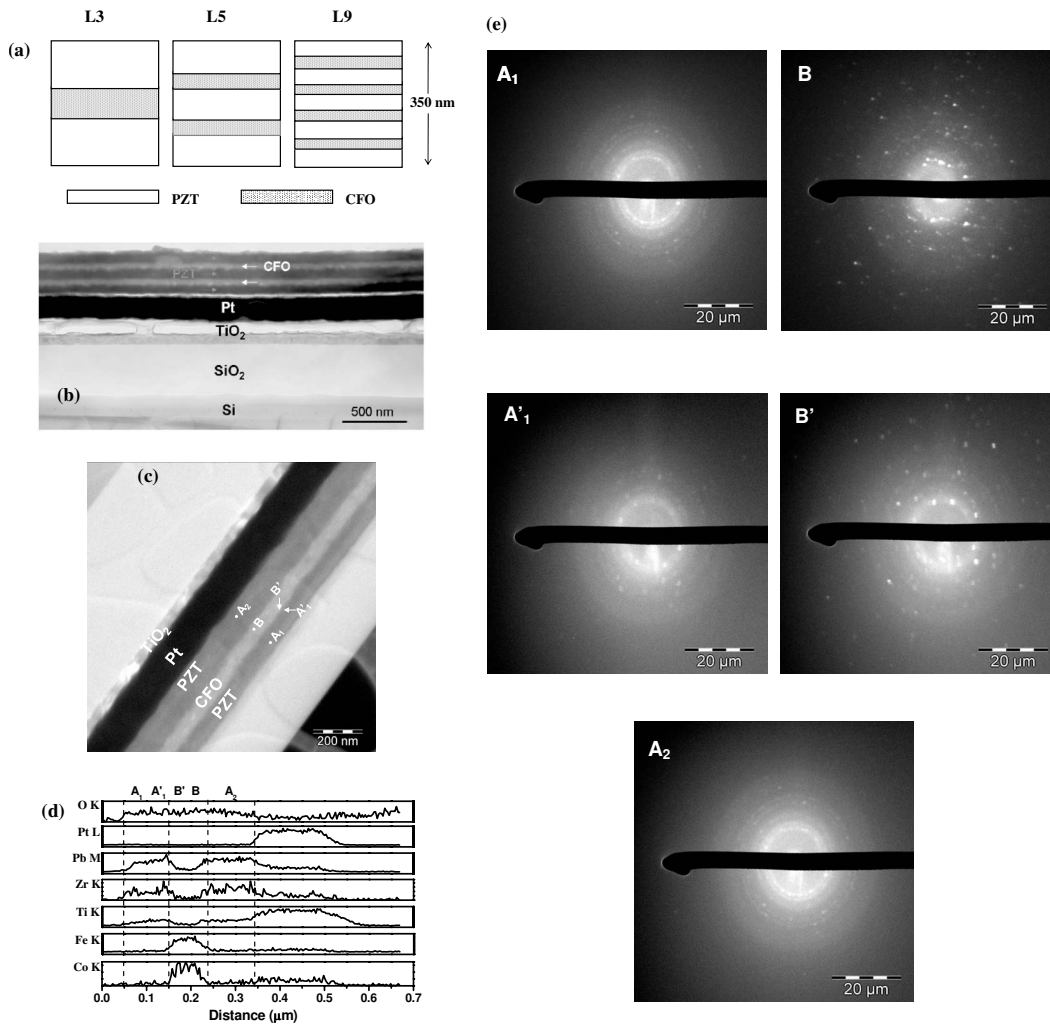 L3 L5 L9
(a)
350 nm
PZT CFO
CFO
PZT
Pt
TiO₂
SiO₂
(b)
Si
500 nm
(c)
B'
A₂
B
A'₁
A₁
TiO₂
Pt
PZT
CFO
PZT
200 nm
(d)
A₁ A'₁ B' B A₂
O K
Pt L
Pb M
Zr K
Ti K
Fe K
Co K
0.0 0.1 0.2 0.3 0.4 0.5 0.6 0.7
Distance (μm)
(e)
A₁
20 μm
B
20 μm
A'₁
20 μm
B'
20 μm
A₂
20 μm